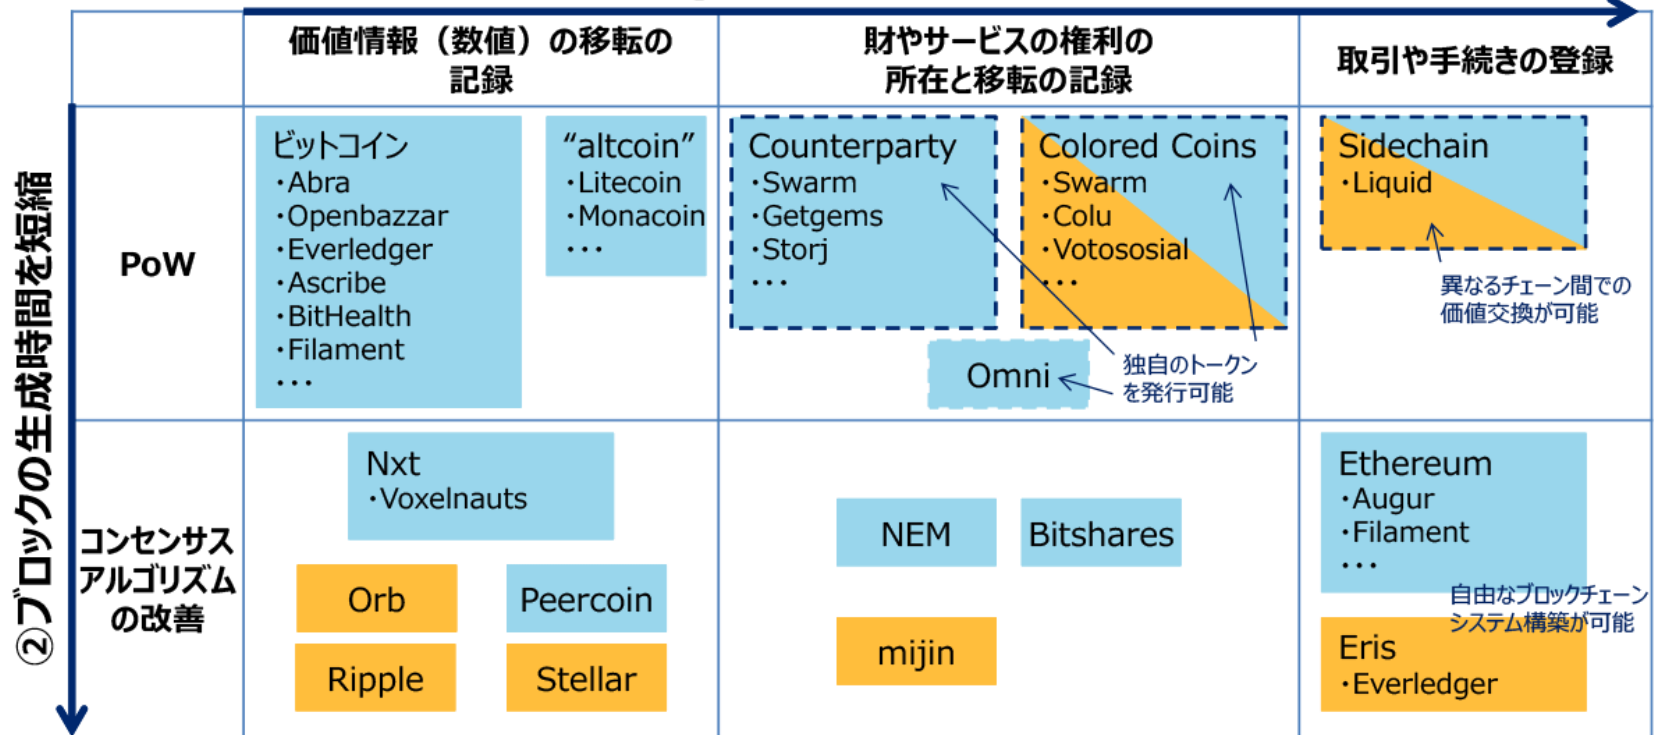 価値情報（数値）の移転の
記録
財やサービスの権利の
所在と移転の記録
取引や手続きの登録
②ブロックの生成時間を短縮
PoW
ビットコイン
・Abra
・Openbazzar
・Everledger
・Ascribe
・BitHealth
・Filament
・・・
“altcoin”
・Litecoin
・Monacoin
・・・
Counterparty
・Swarm
・Getgems
・Storj
・・・
Colored Coins
・Swarm
・Colu
・Votososial
・・・
Omni
独自のトークン
を発行可能
Sidechain
・Liquid
異なるチェーン間での
価値交換が可能
コンセンサス
アルゴリズム
の改善
Nxt
・Voxelnauts
Orb
Peercoin
Ripple
Stellar
NEM
Bitshares
mijin
Ethereum
・Augur
・Filament
・・・
自由なブロックチェーン
システム構築が可能
Eris
・Everledger